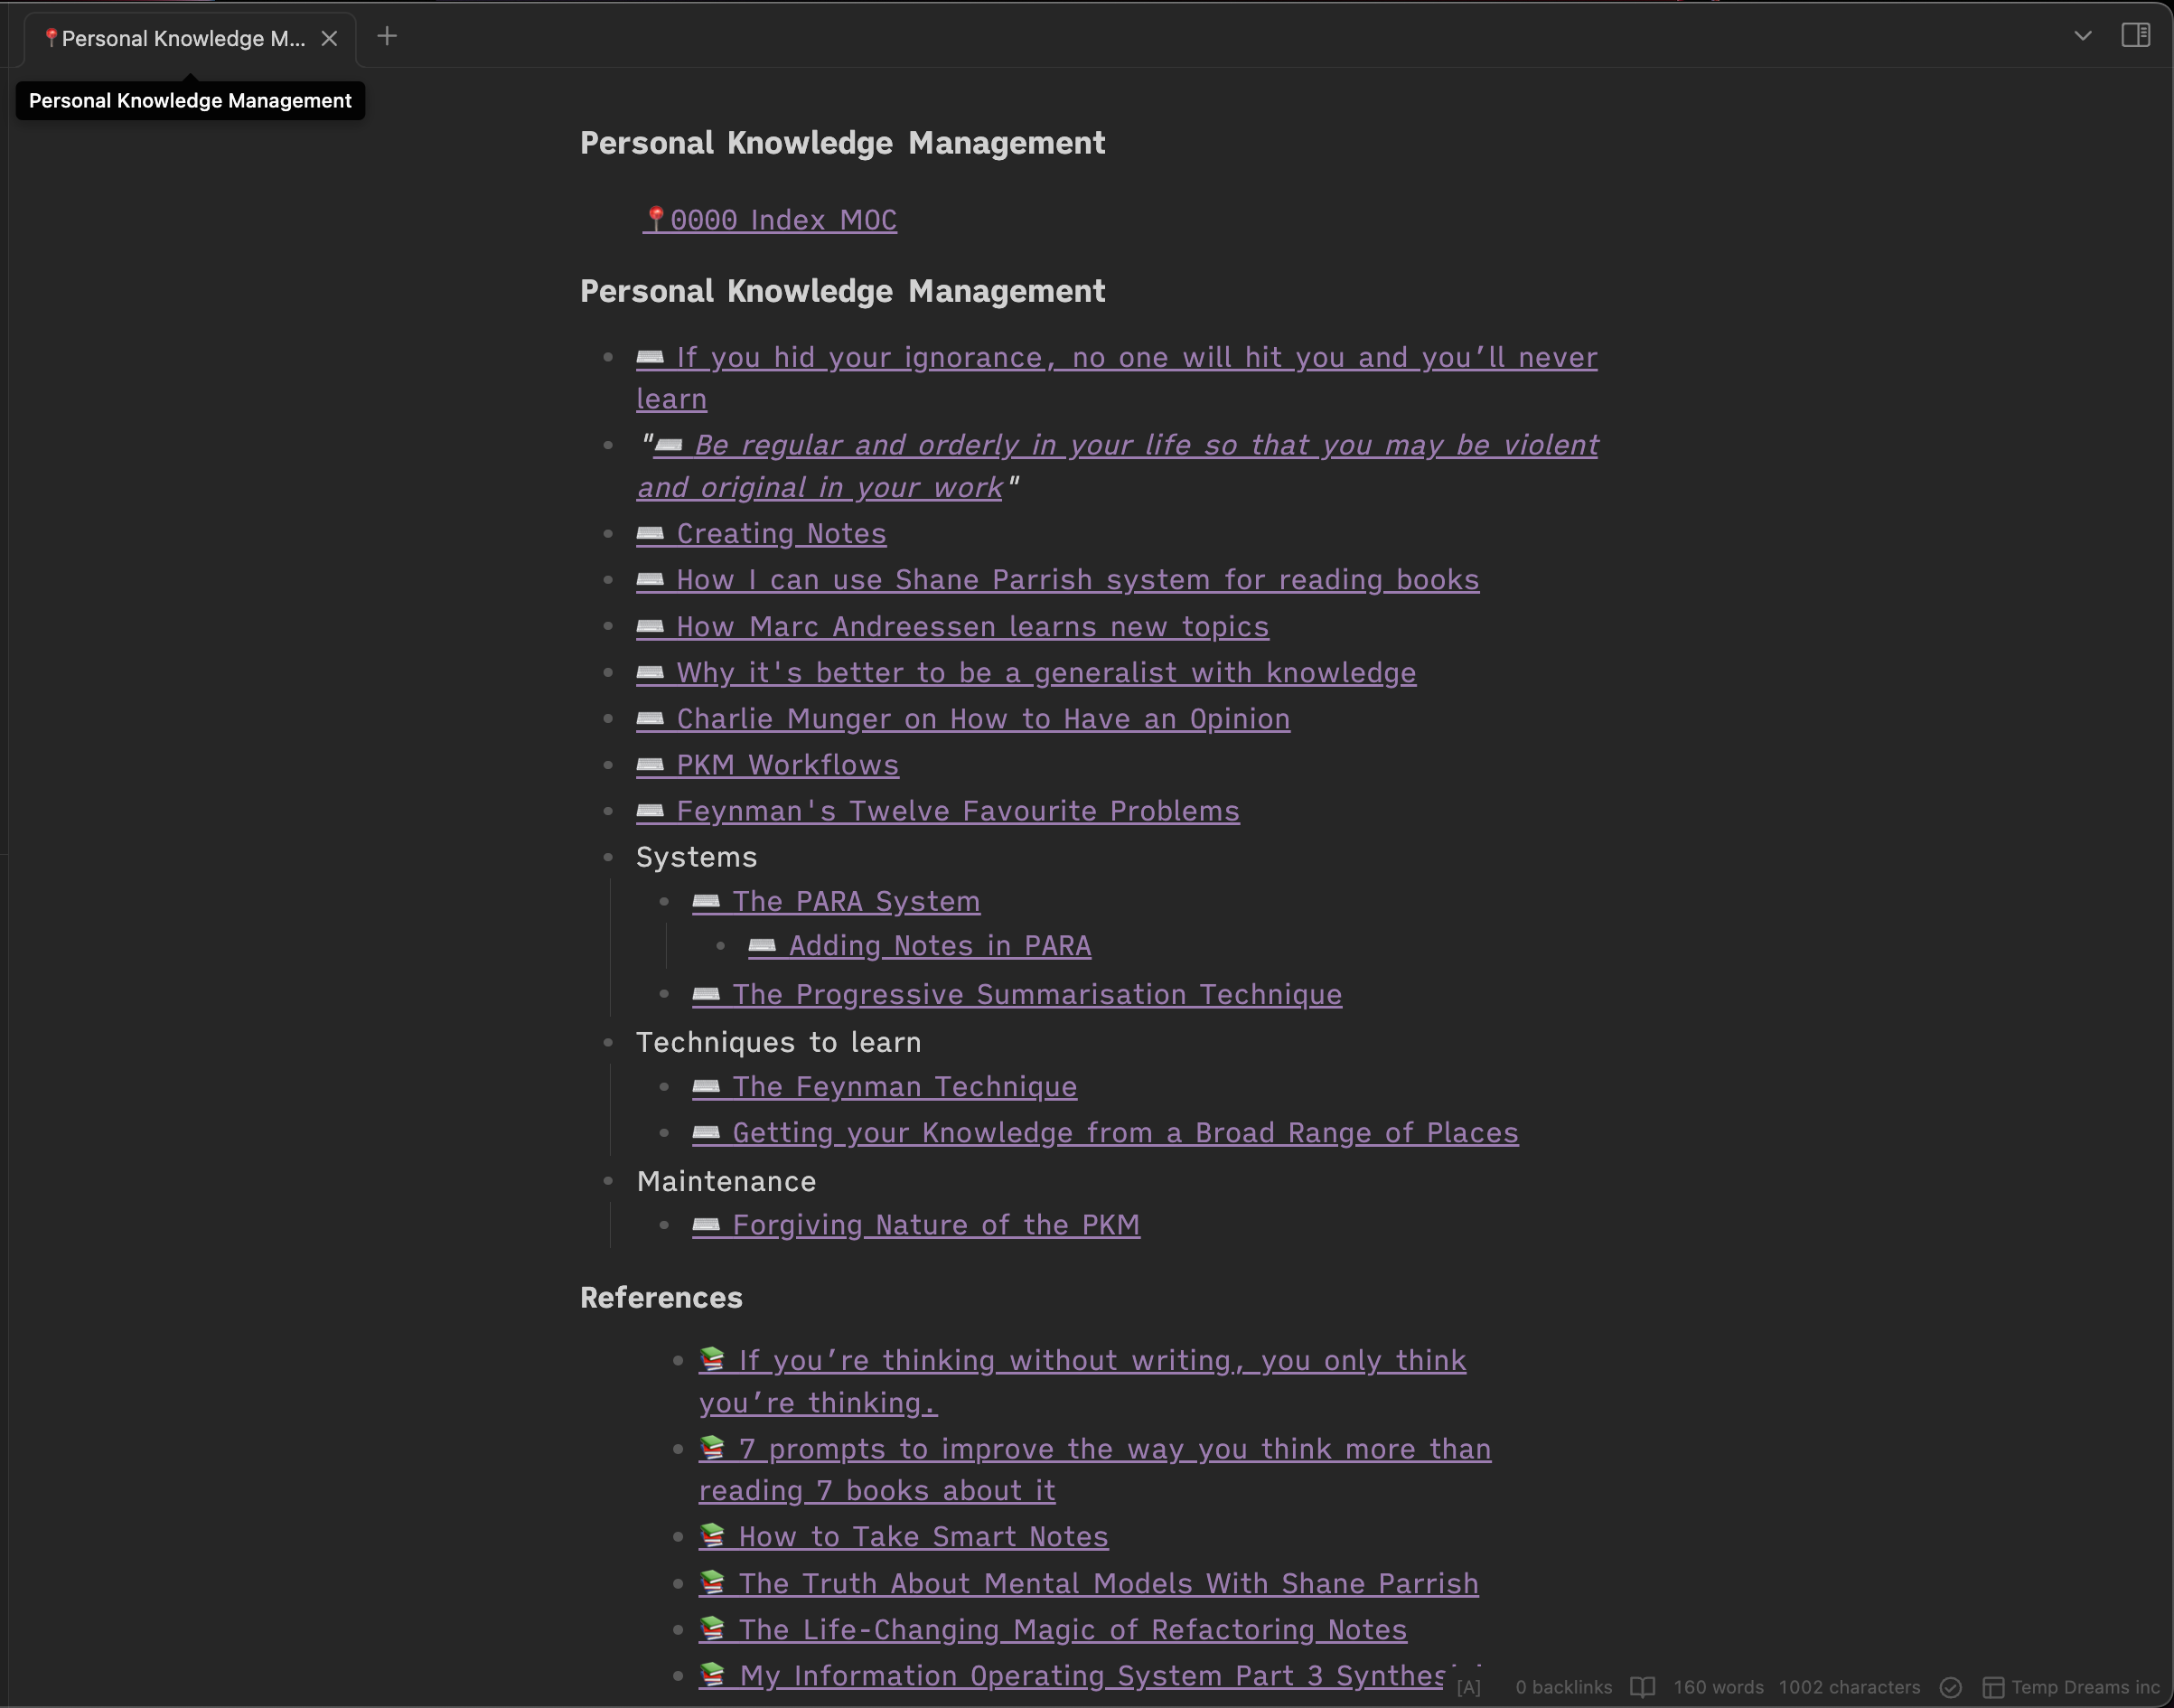 Personal Knowledge M...
Personal Knowledge Management
Personal Knowledge Management
0000 Index MOC
Personal Knowledge Management
If you hid your ignorance, no one will hit you and you’ll never
learn
"Be regular and orderly in your life so that you may be violent
and original in your work"
Creating Notes
How I can use Shane Parrish system for reading books
How Marc Andreessen learns new topics
Why it's better to be a generalist with knowledge
Charlie Munger on How to Have an Opinion
PKM Workflows
Feynman's Twelve Favourite Problems
Systems
The PARA System
Adding Notes in PARA
The Progressive Summarisation Technique
Techniques to learn
The Feynman Technique
Getting your Knowledge from a Broad Range of Places
Maintenance
Forgiving Nature of the PKM
References
If you’re thinking without writing, you only think
you’re thinking.
7 prompts to improve the way you think more than
reading 7 books about it
How to Take Smart Notes
The Truth About Mental Models With Shane Parrish
The Life-Changing Magic of Refactoring Notes
My Information Operating System Part 3
[A] 0 backlinks 160 words 1002 characters Temp Dreams inc